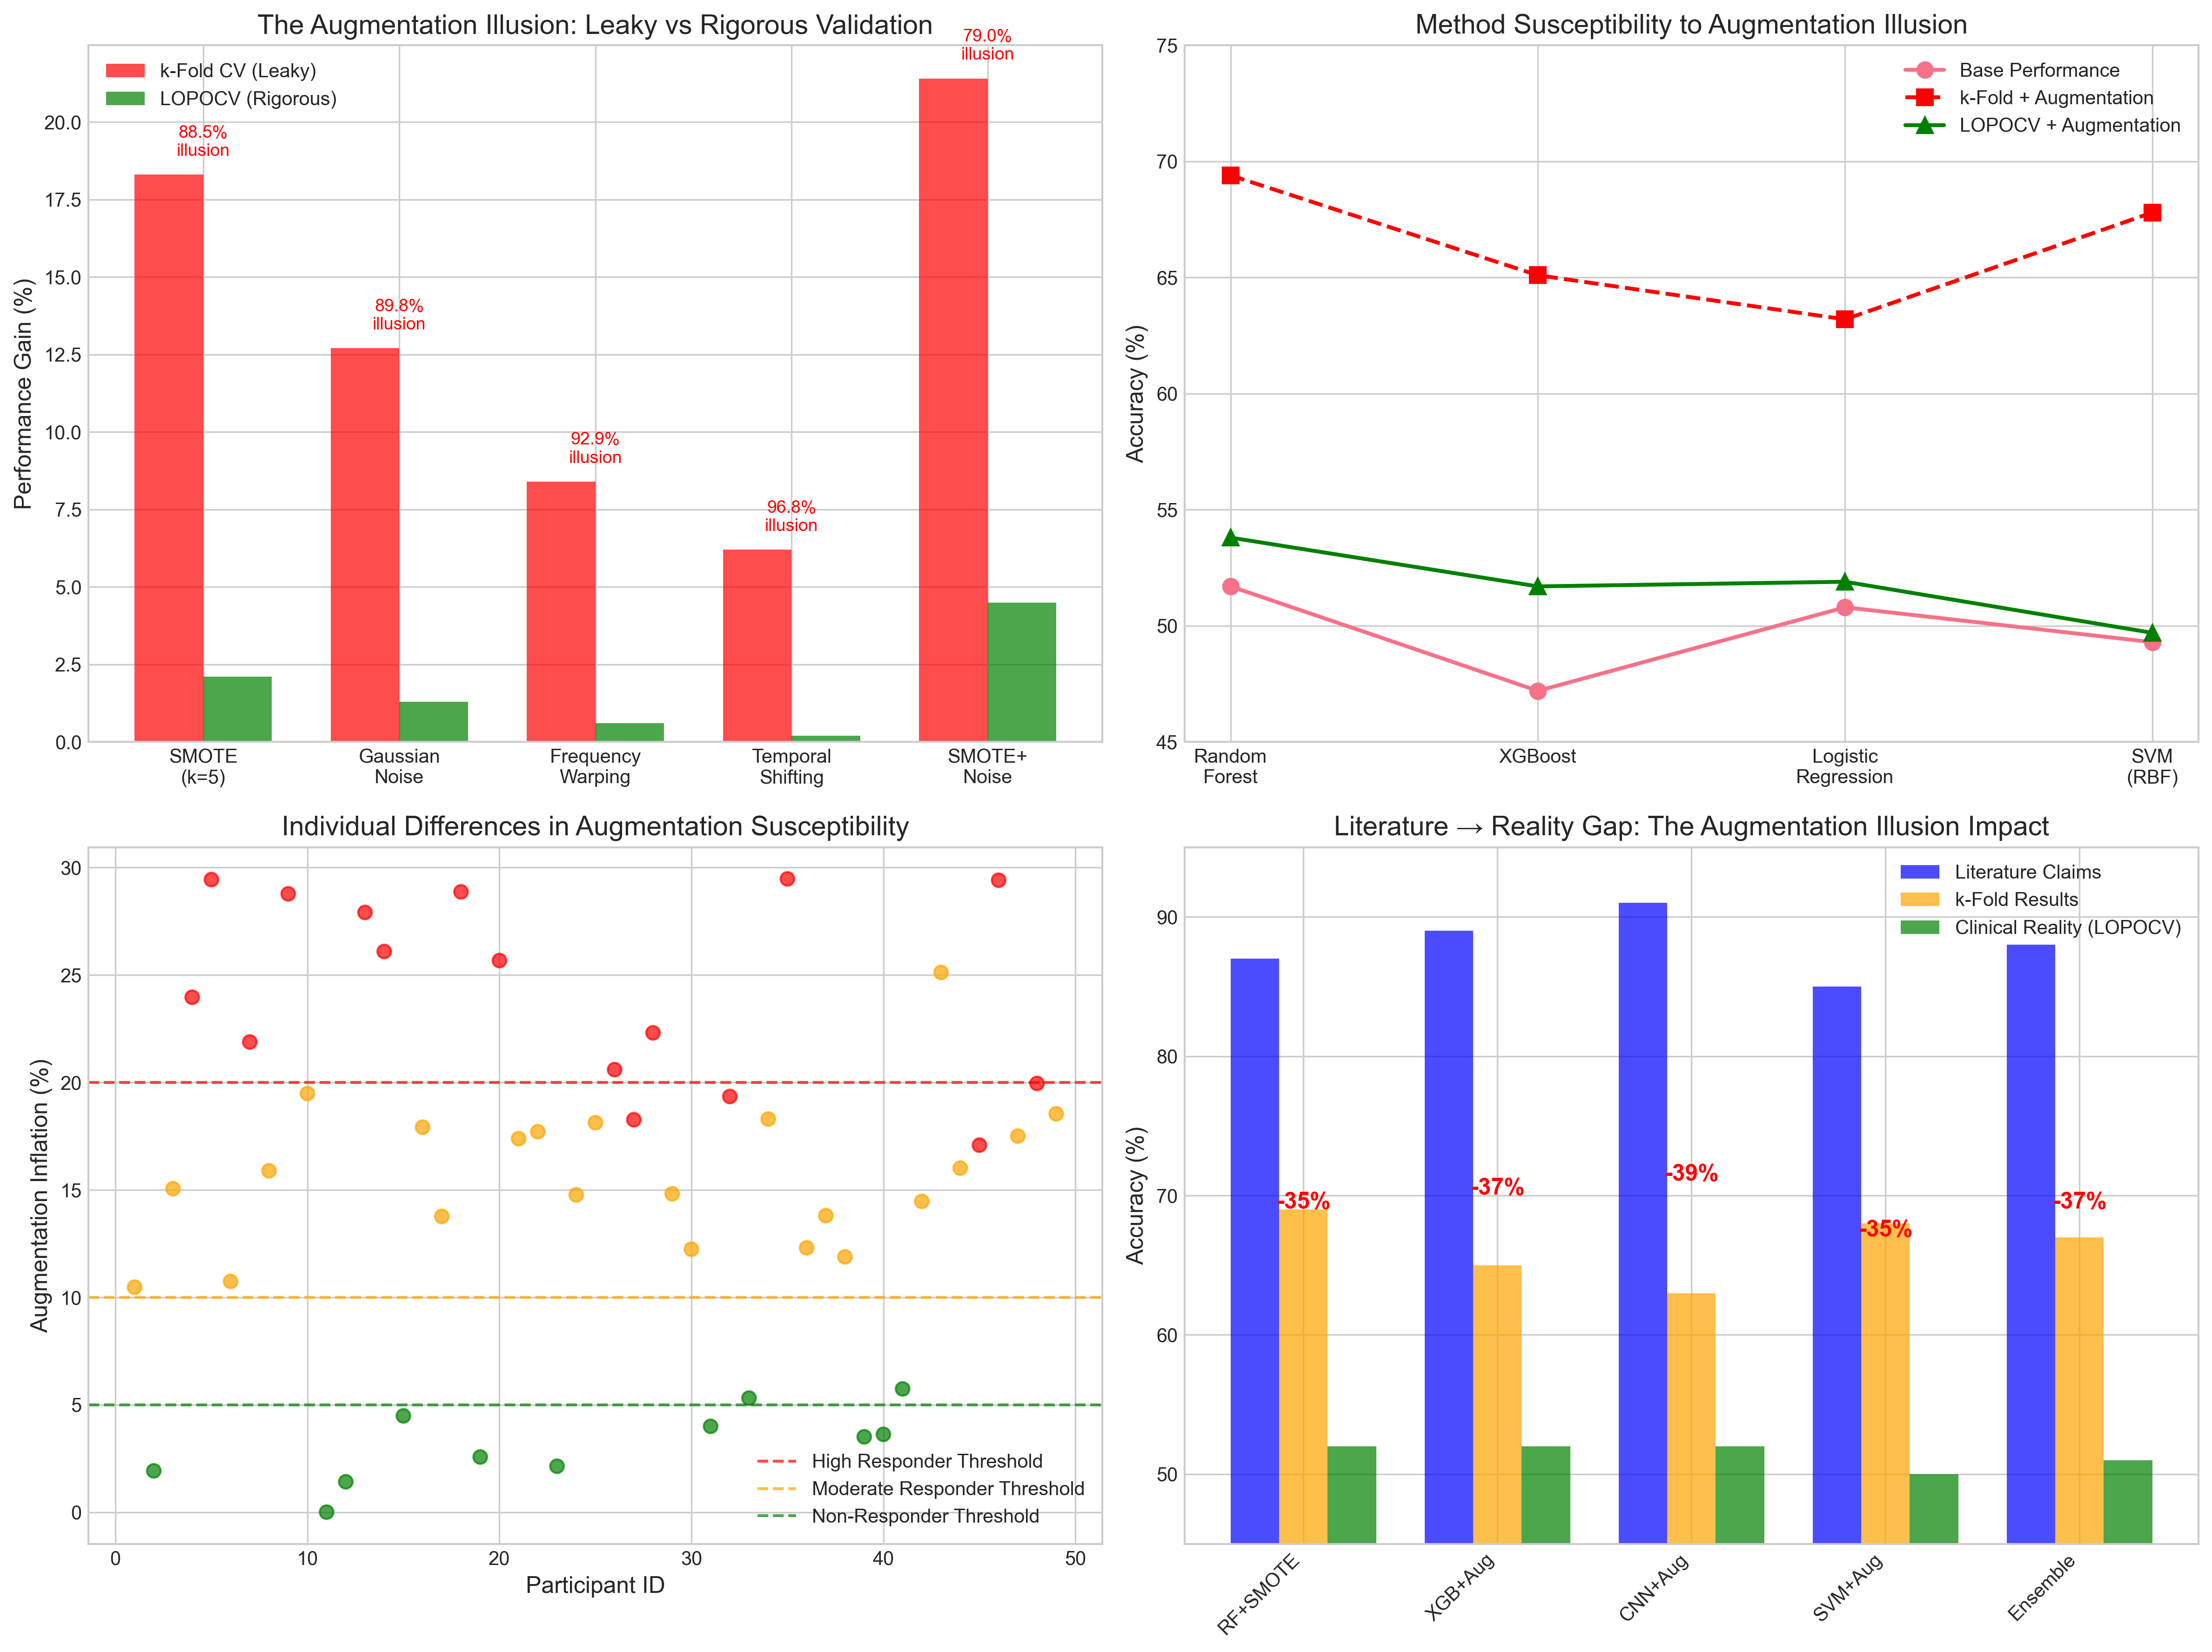 The Augmentation Illusion: Leaky vs Rigorous Validation
Performance Gain (%)
20.0
17.5
15.0
12.5
10.0
7.5
5.0
2.5
0.0
k-Fold CV (Leaky)
LOPOCV (Rigorous)
88.5%
illusion
89.8%
illusion
92.9%
illusion
96.8%
illusion
79.0%
illusion
SMOTE
(k=5)
Gaussian
Noise
Frequency
Warping
Temporal
Shifting
SMOTE+
Noise
Method Susceptibility to Augmentation Illusion
Accuracy (%)
75
70
65
60
55
50
45
Base Performance
k-Fold + Augmentation
LOPOCV + Augmentation
Random
Forest
XGBoost
Logistic
Regression
SVM
(RBF)
Individual Differences in Augmentation Susceptibility
Augmentation Inflation (%)
30
25
20
15
10
5
0
High Responder Threshold
Moderate Responder Threshold
Non-Responder Threshold
0
10
20
30
40
50
Participant ID
Literature → Reality Gap: The Augmentation Illusion Impact
Accuracy (%)
90
80
70
60
50
Literature Claims
k-Fold Results
Clinical Reality (LOPOCV)
-35%
-37%
-39%
-35%
-37%
RF+SMOTE
XGB+Aug
CNN+Aug
SVM+Aug
Ensemble